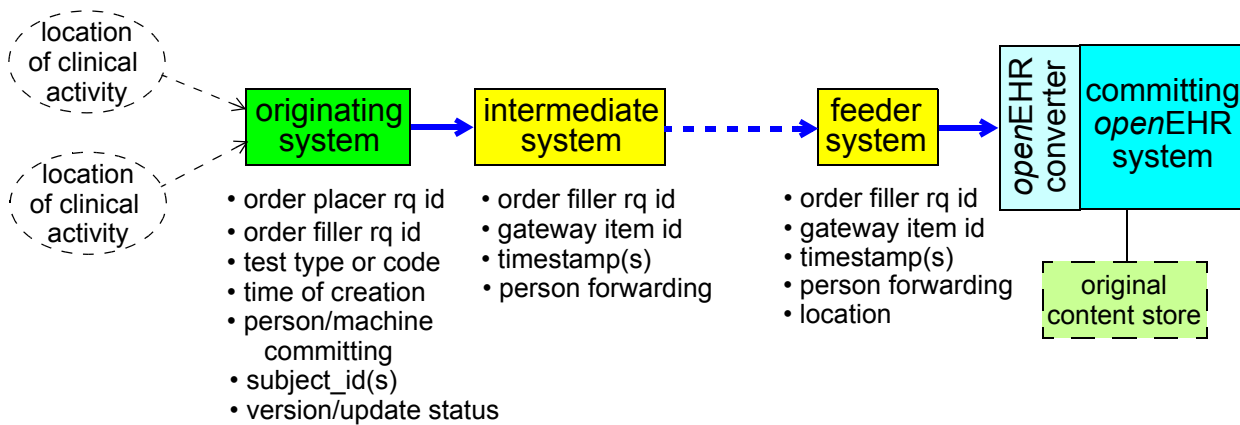 location
of clinical
activity
location
of clinical
activity
originating
system
• order placer rq id
• order filler rq id
• test type or code
• time of creation
• person/machine
committing
• subject_id(s)
• version/update status
intermediate
system
• order filler rq id
• gateway item id
• timestamp(s)
• person forwarding
feeder
system
• order filler rq id
• gateway item id
• timestamp(s)
• person forwarding
• location
openEHR
converter
committing
openEHR
system
original
content store